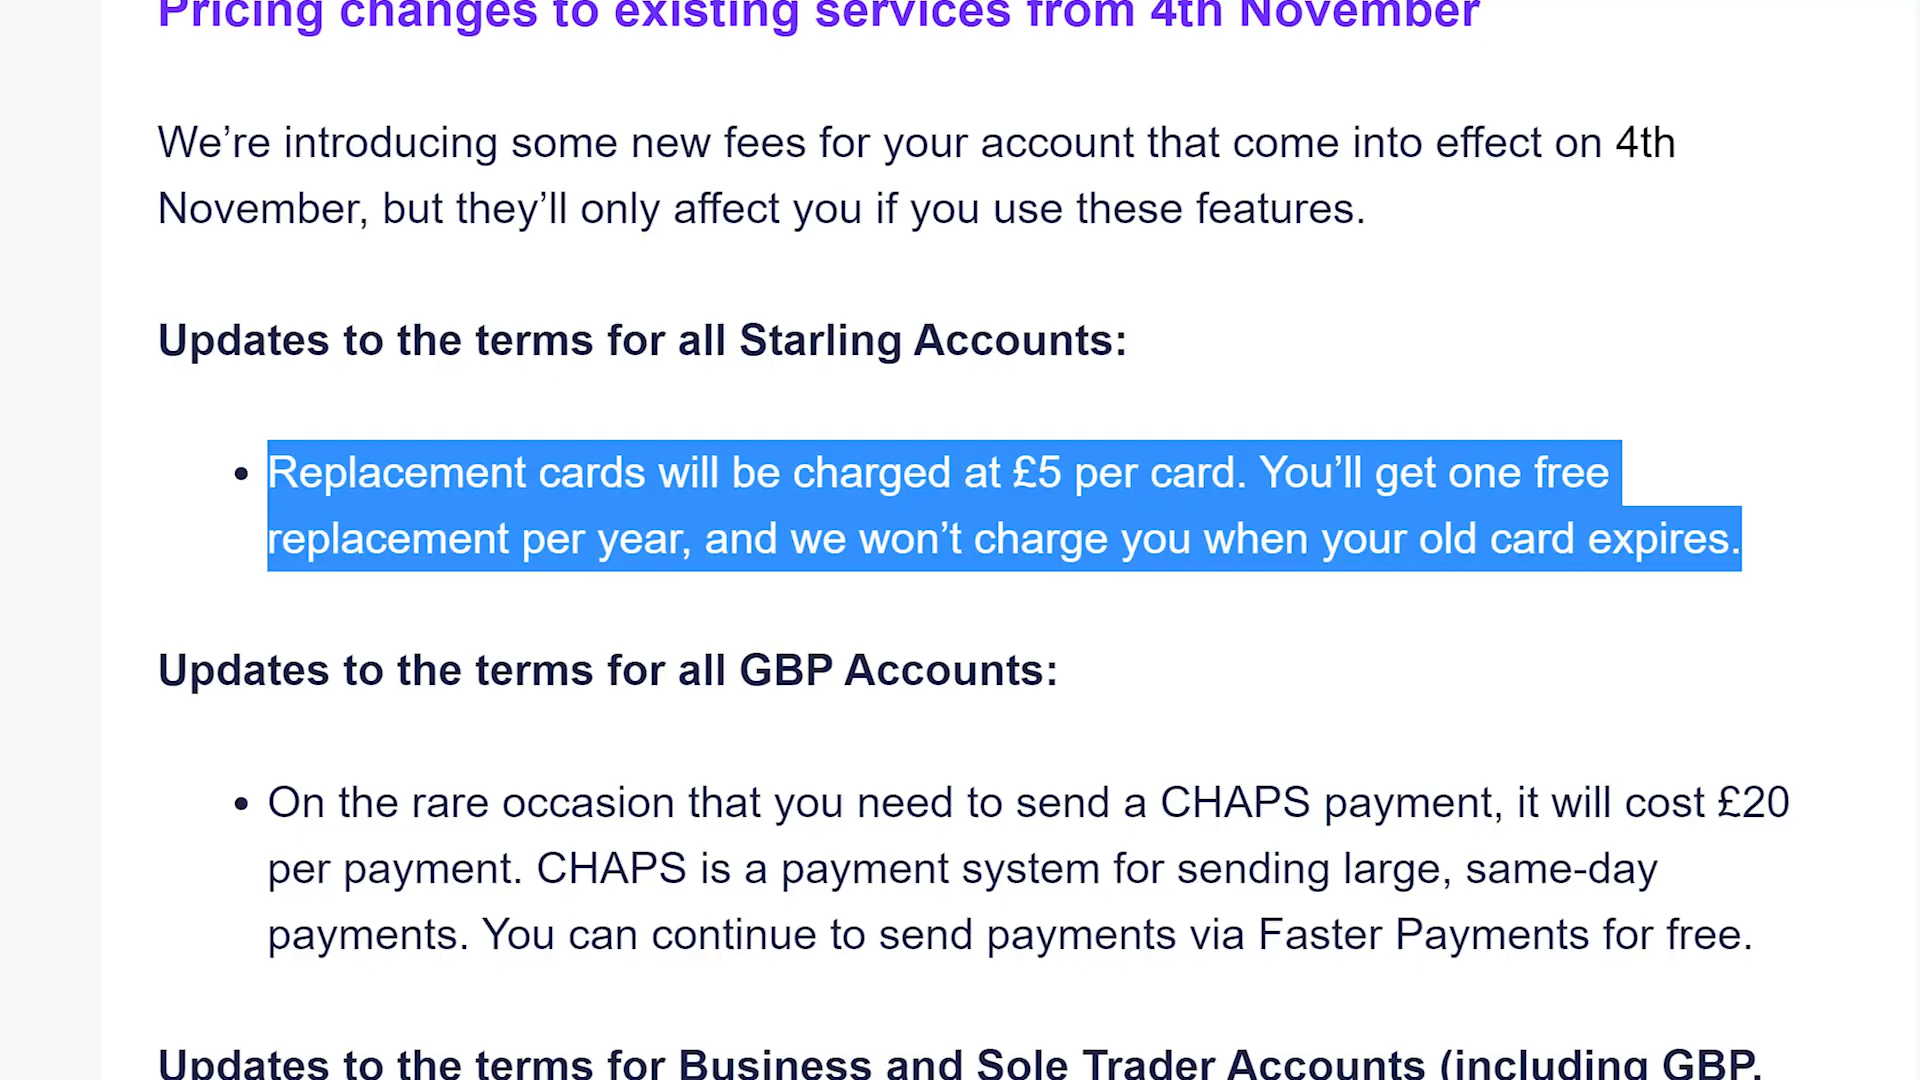 Pricing changes to existing services from 4th November
We’re introducing some new fees for your account that come into effect on 4th
November, but they’ll only affect you if you use these features.
Updates to the terms for all Starling Accounts:
• Replacement cards will be charged at £5 per card. You’ll get one free
replacement per year, and we won’t charge you when your old card expires.
Updates to the terms for all GBP Accounts:
• On the rare occasion that you need to send a CHAPS payment, it will cost £20
per payment. CHAPS is a payment system for sending large, same-day
payments. You can continue to send payments via Faster Payments for free.
Updates to the terms for Business and Sole Trader Accounts (including GBP,